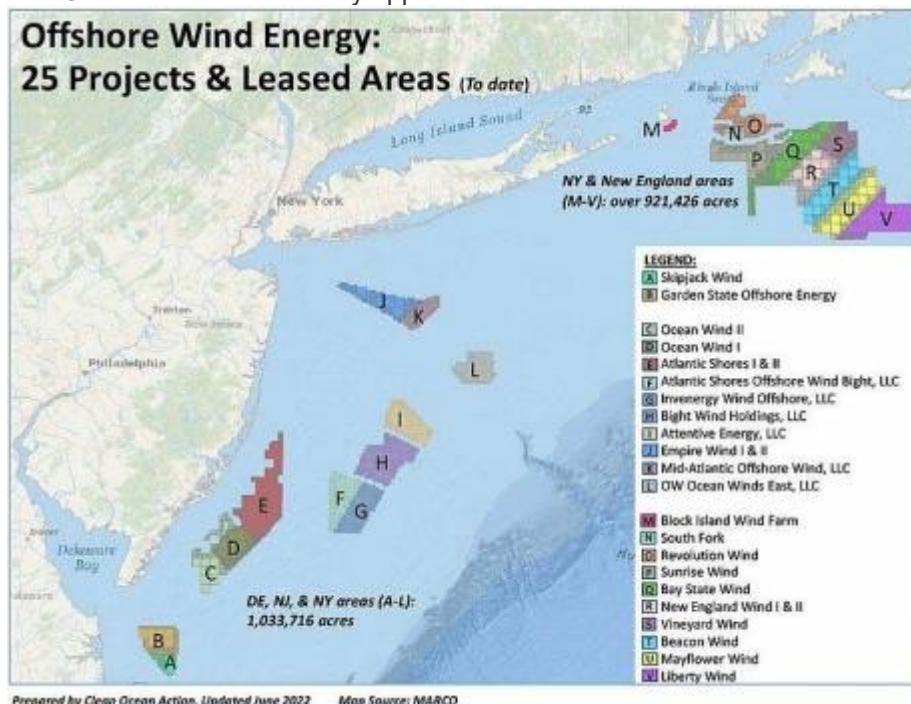 Offshore Wind Energy:
25 Projects & Leased Areas (To date)
Connecticut
Rhode Island
Long Island Sound
M
N
O
P
Q
R
S
T
U
V
NY & New England areas
(M-V): over 921,426 acres
New York
Trenton
Philadelphia
J
K
L
I
H
F
G
E
D
C
B
A
Delaware
Bay
Dover
DE, NJ, & NY areas (A-L):
1,033,716 acres
LEGEND:
A Skipjack Wind
B Garden State Offshore Energy
C Ocean Wind II
D Ocean Wind I
E Atlantic Shores I & II
F Atlantic Shores Offshore Wind Bight, LLC
G Invenergy Wind Offshore, LLC
H Bight Wind Holdings, LLC
I Attentive Energy, LLC
J Empire Wind I & II
K Mid-Atlantic Offshore Wind, LLC
L OW Ocean Winds East, LLC
M Block Island Wind Farm
N South Fork
O Revolution Wind
P Sunrise Wind
Q Bay State Wind
R New England Wind I & II
S Vineyard Wind
T Beacon Wind
U Mayflower Wind
V Liberty Wind
Prepared by Clean Ocean Action, Updated June 2022 Map Source: MARCO